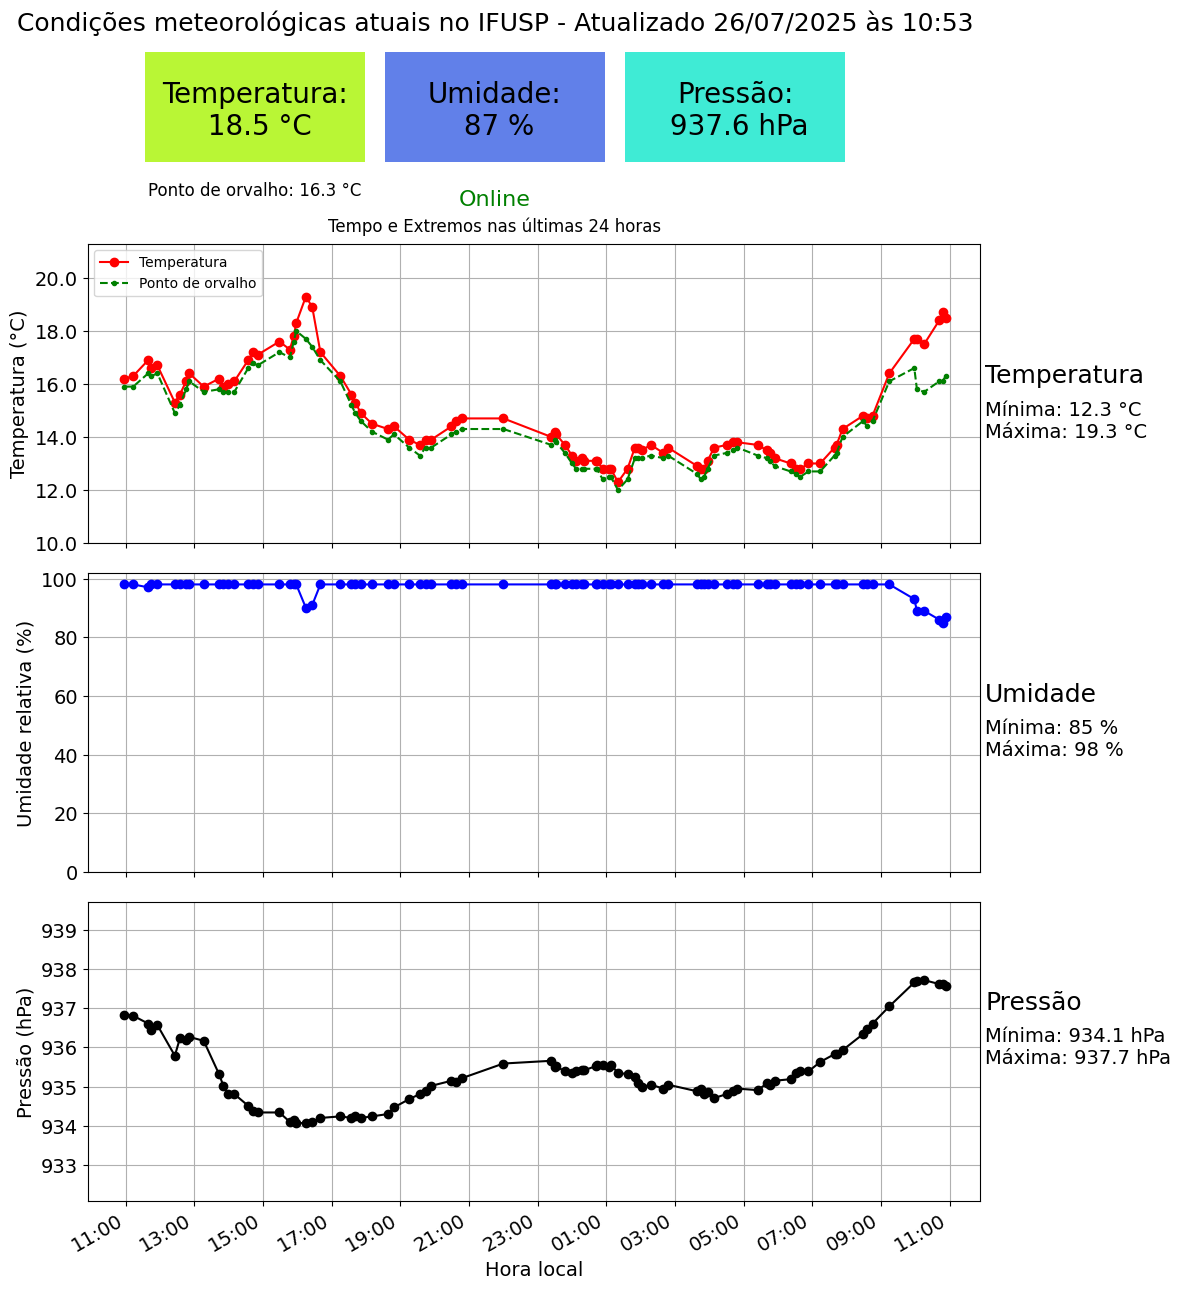 Condições meteorológicas atuais no IFUSP - Atualizado 26/07/2025 às 10:53
Temperatura:
18.5 °C
Umidade:
87 %
Pressão:
937.6 hPa
Ponto de orvalho: 16.3 °C
Online
Tempo e Extremos nas últimas 24 horas
Temperatura
Ponto de orvalho
Temperatura (°C)
20.0
18.0
16.0
14.0
12.0
10.0
Temperatura
Mínima: 12.3 °C
Máxima: 19.3 °C
Umidade relativa (%)
100
80
60
40
20
0
Umidade
Mínima: 85 %
Máxima: 98 %
Pressão (hPa)
939
938
937
936
935
934
933
Pressão
Mínima: 934.1 hPa
Máxima: 937.7 hPa
11:00
13:00
15:00
17:00
19:00
21:00
23:00
01:00
03:00
05:00
07:00
09:00
11:00
Hora local